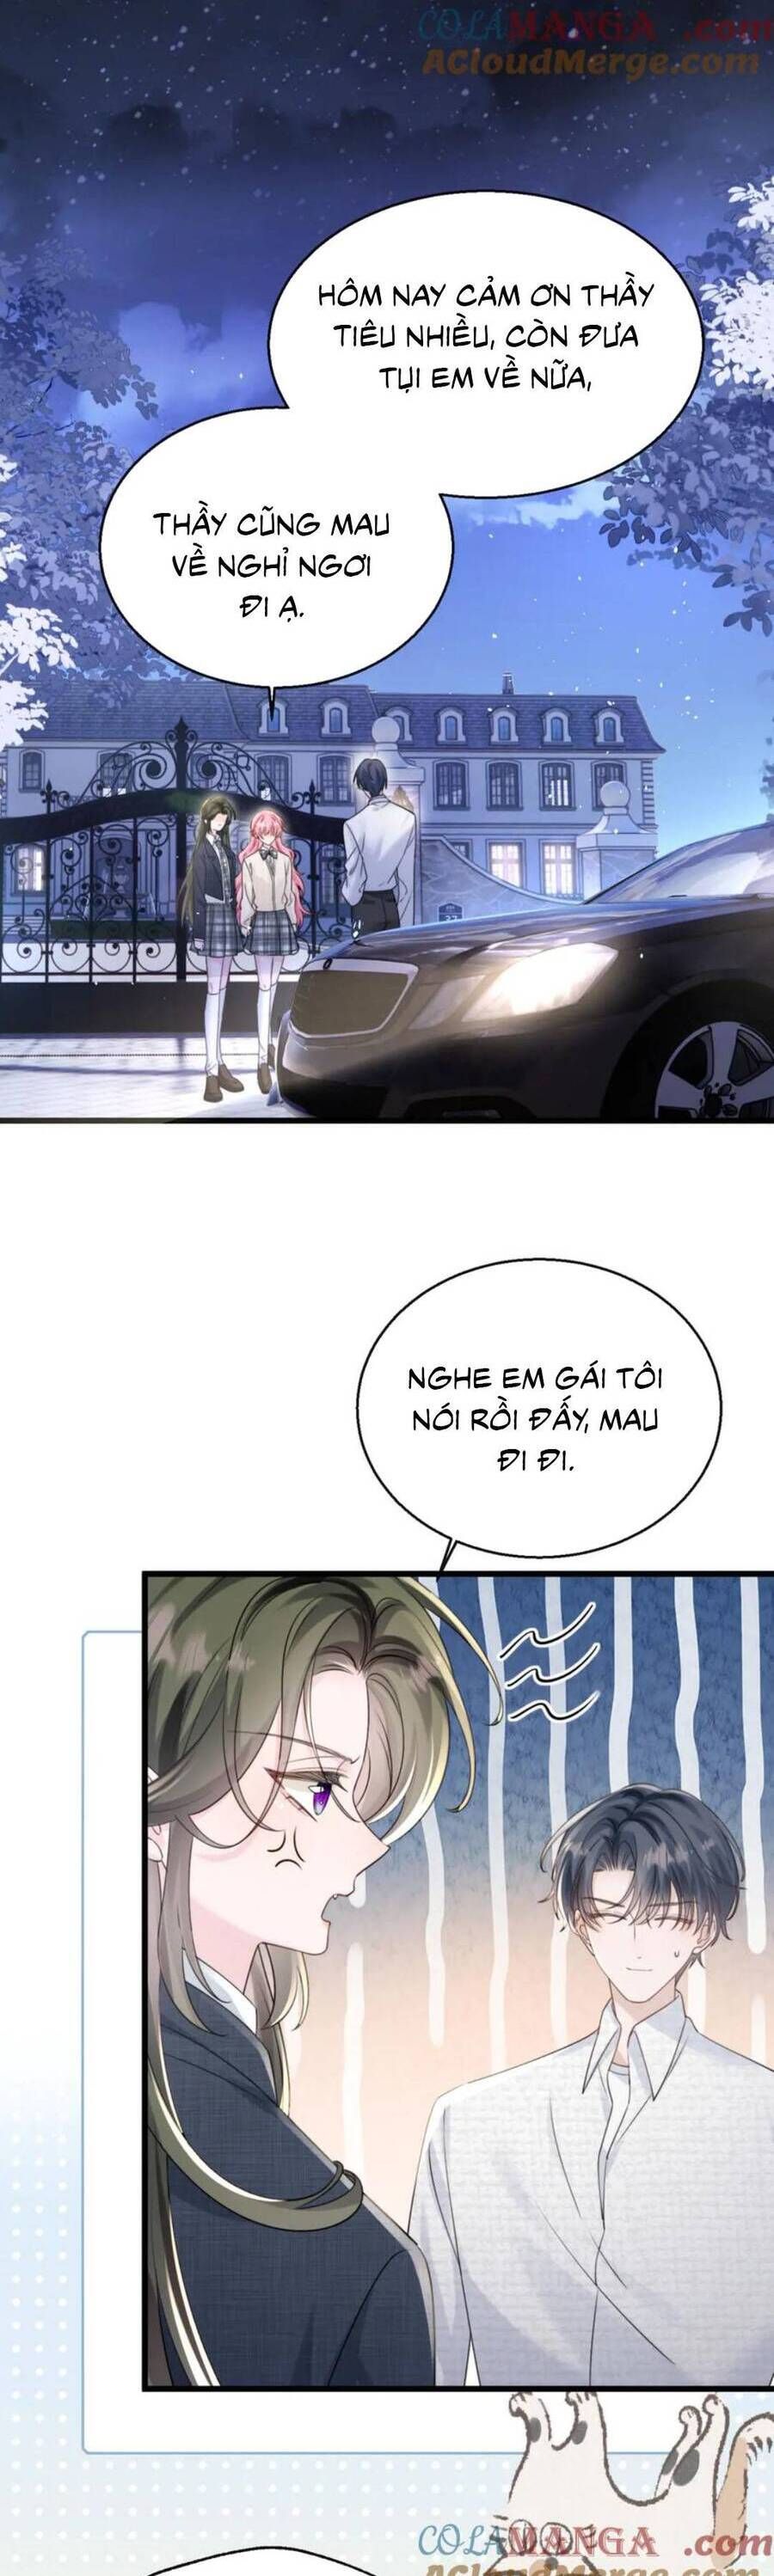 COLAMANGA.com
ACloudMerge.com
HÔM NAY CẢM ƠN THẦY
TIÊU NHIỀU, CÒN ĐƯA
TỤI EM VỀ NỮA,
THẦY CŨNG MAU
VỀ NGHỈ NGƠI
ĐI Ạ.
37
NGHE EM GÁI TÔI
NÓI RỒI ĐẤY, MAU
ĐI ĐI.
COLAMANGA.com
ACloudMerge.com